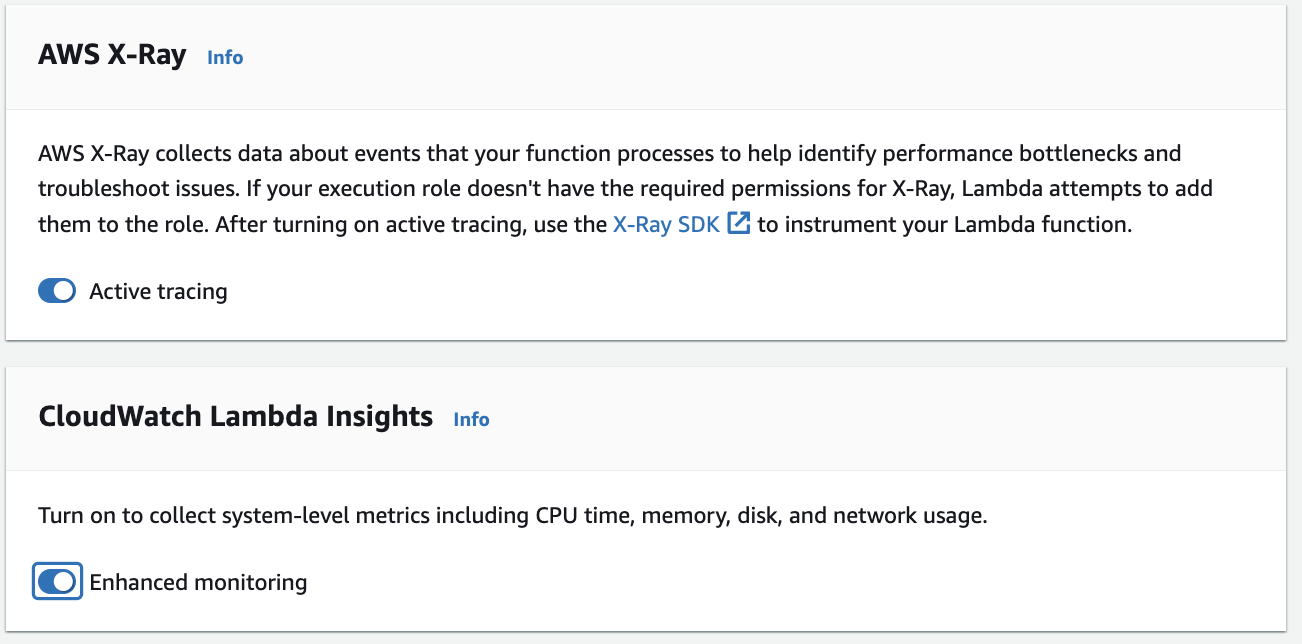 AWS X-Ray Info
AWS X-Ray collects data about events that your function processes to help identify performance bottlenecks and
troubleshoot issues. If your execution role doesn't have the required permissions for X-Ray, Lambda attempts to add
them to the role. After turning on active tracing, use the X-Ray SDK to instrument your Lambda function.
Active tracing
CloudWatch Lambda Insights Info
Turn on to collect system-level metrics including CPU time, memory, disk, and network usage.
Enhanced monitoring